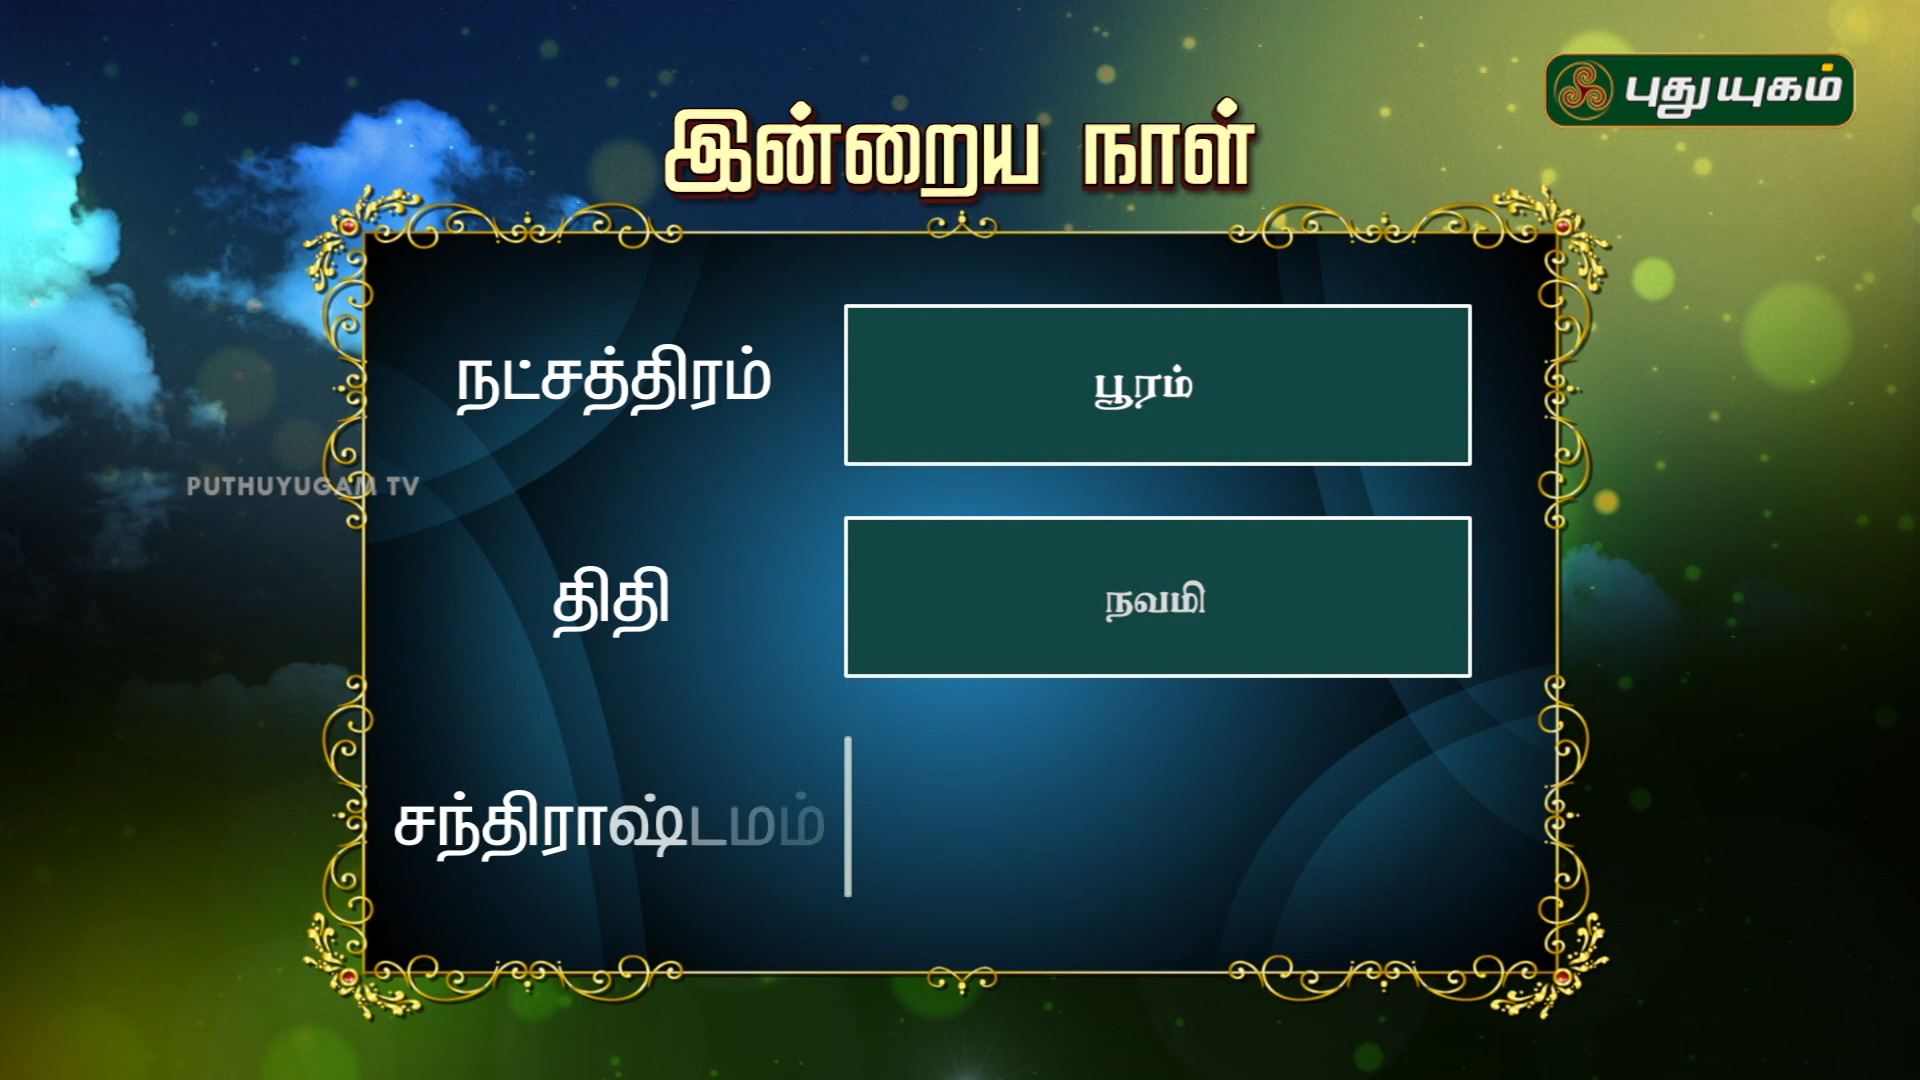 புதுயுகம்
இன்றைய நாள்
நட்சத்திரம்
பூரம்
PUTHUYUGAM TV
திதி
நவமி
சந்திராஷ்டமம்